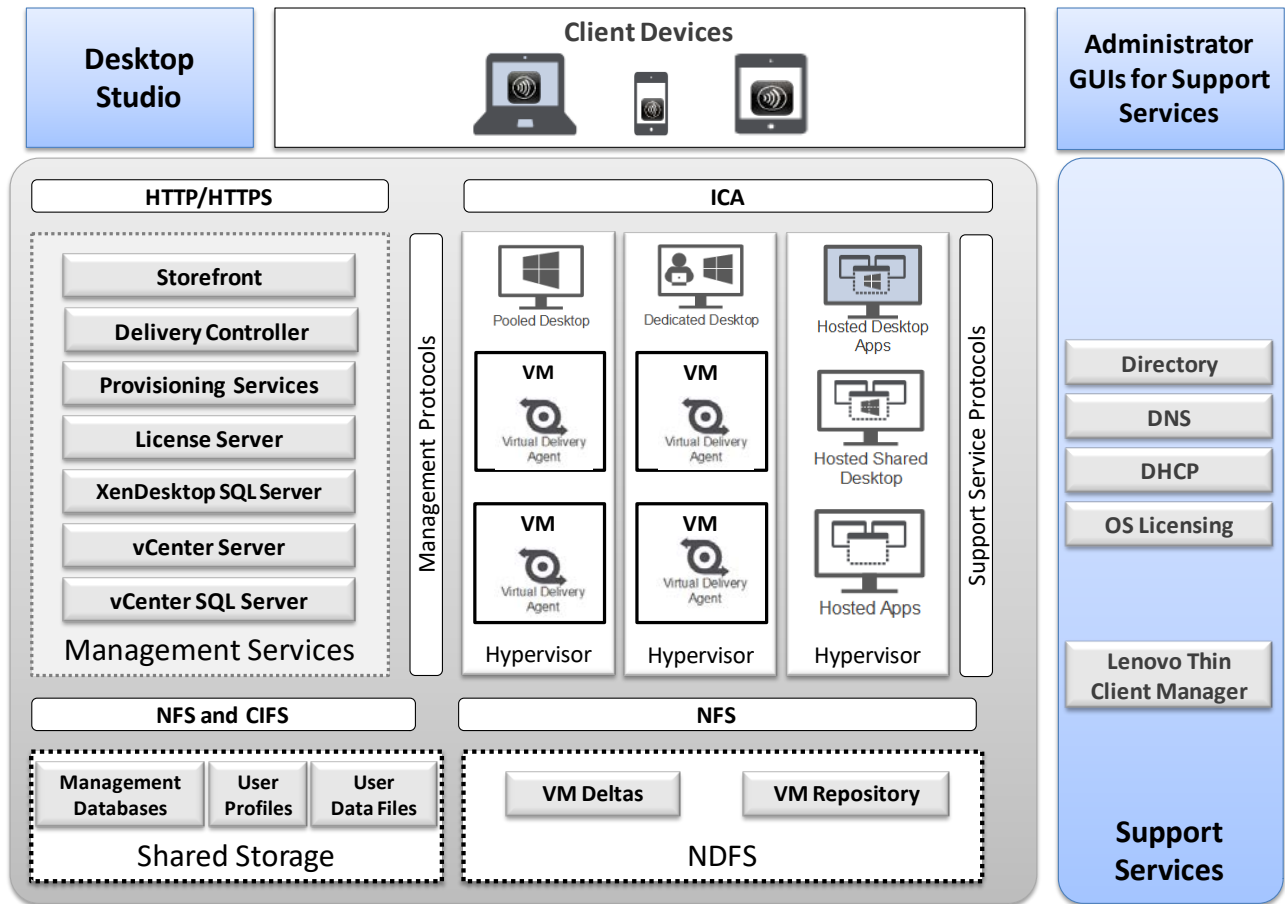 Desktop
Studio
Client Devices
Administrator
GUIs for Support
Services
HTTP/HTTPS
Storefront
Delivery Controller
Provisioning Services
License Server
XenDesktop SQL Server
vCenter Server
vCenter SQL Server
Management Services
Management Protocols
ICA
Pooled Desktop
VM
Virtual Delivery
Agent
VM
Virtual Delivery
Agent
Hypervisor
Dedicated Desktop
VM
Virtual Delivery
Agent
VM
Virtual Delivery
Agent
Hypervisor
Hosted Desktop
Apps
Hosted Shared
Desktop
Hosted Apps
Hypervisor
Support Service Protocols
NFS and CIFS
Management
Databases
User
Profiles
User
Data Files
Shared Storage
NFS
VM Deltas
VM Repository
NDFS
Directory
DNS
DHCP
OS Licensing
Lenovo Thin
Client Manager
Support
Services